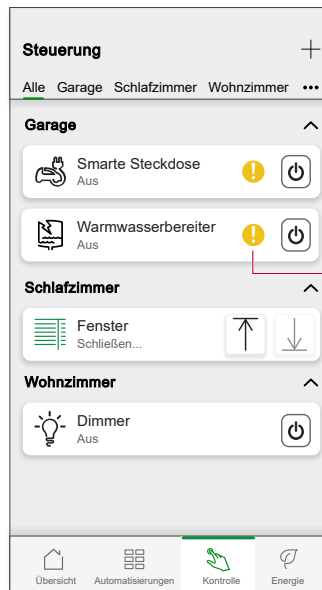 Steuerung
Alle Garage Schlafzimmer Wohnzimmer
Garage
Smarte Steckdose
Aus
Warmwasserbereiter
Aus
Schlafzimmer
Fenster
Schließen...
Wohnzimmer
Dimmer
Aus
Übersicht Automatisierungen Kontrolle Energie